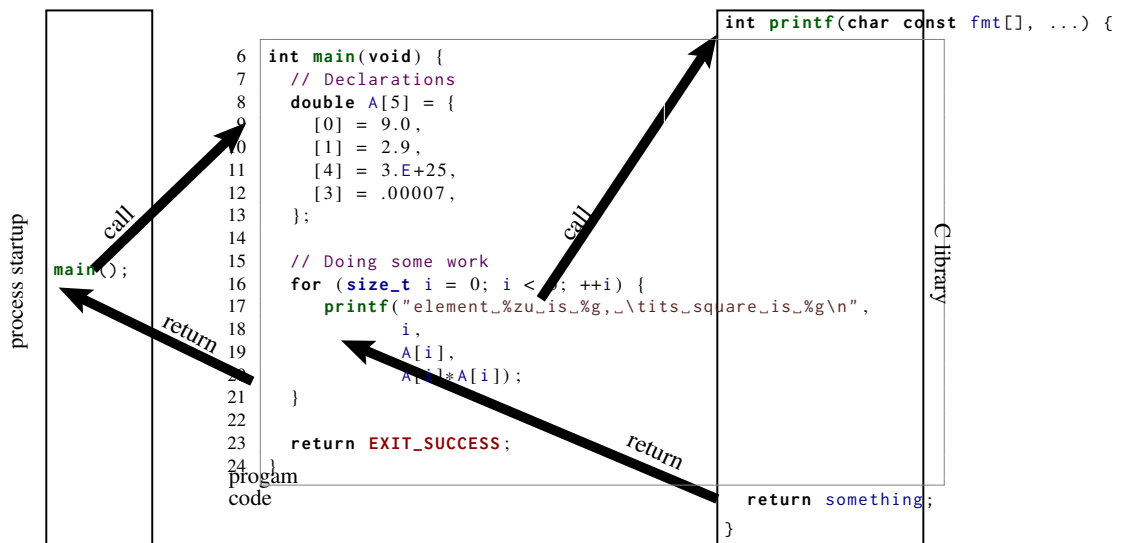 int printf(char const fmt[], ...) {
6 int main(void) {
7 // Declarations
8 double A[5] = {
9 [0] = 9.0,
10 [1] = 2.9,
11 [4] = 3.E+25,
12 [3] = .00007,
13 };
14
15 // Doing some work
16 for (size_t i = 0; i < 5; ++i) {
17 printf("element␣%zu␣is␣%g,␣\tits␣square␣is␣%g\n",
18 i,
19 A[i],
20 A[i]*A[i]);
21 }
22
23 return EXIT_SUCCESS;
24 }
progam
code
process startup
main();
call
return
call
return
C library
return something;
}